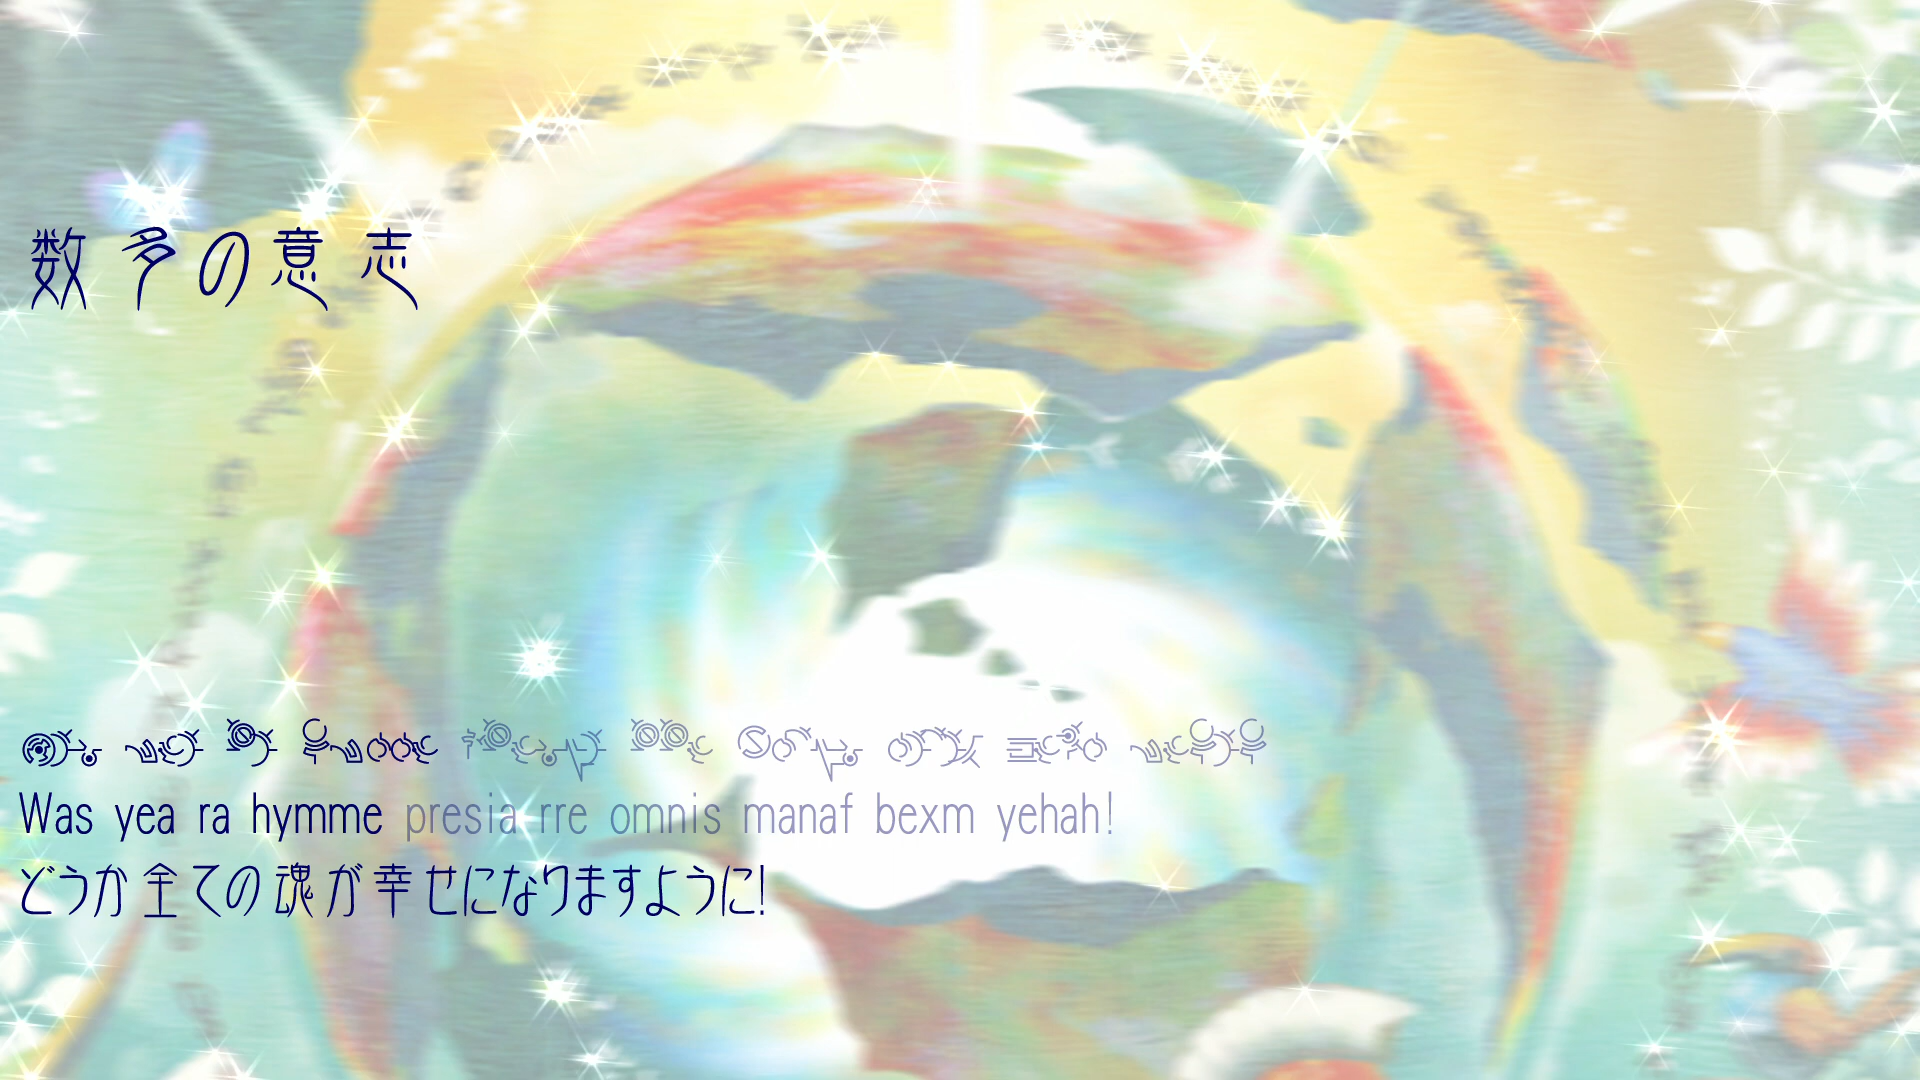 数多の意志
Was yea ra hymme presia rre omnis manaf bexm yehah!
どうか全ての魂が幸せになりますように!